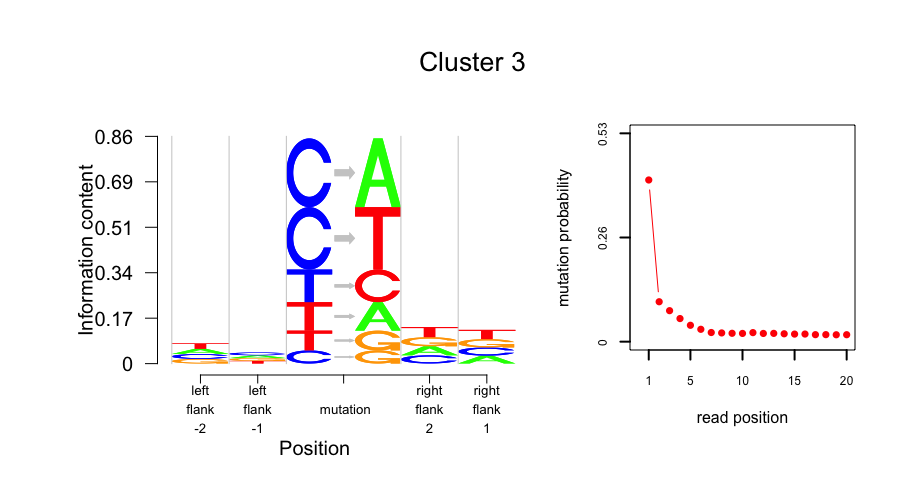 Cluster 3
Information content
0.86
0.69
0.51
0.34
0.17
0
C A
C T
T C
T A
T G
C G
T A C G
C A G T
T G A C
T G C A
left flank -2
left flank -1
mutation
right flank 2
right flank 1
Position
mutation probability
0.53
0.26
0
1 5 10 15 20
read position